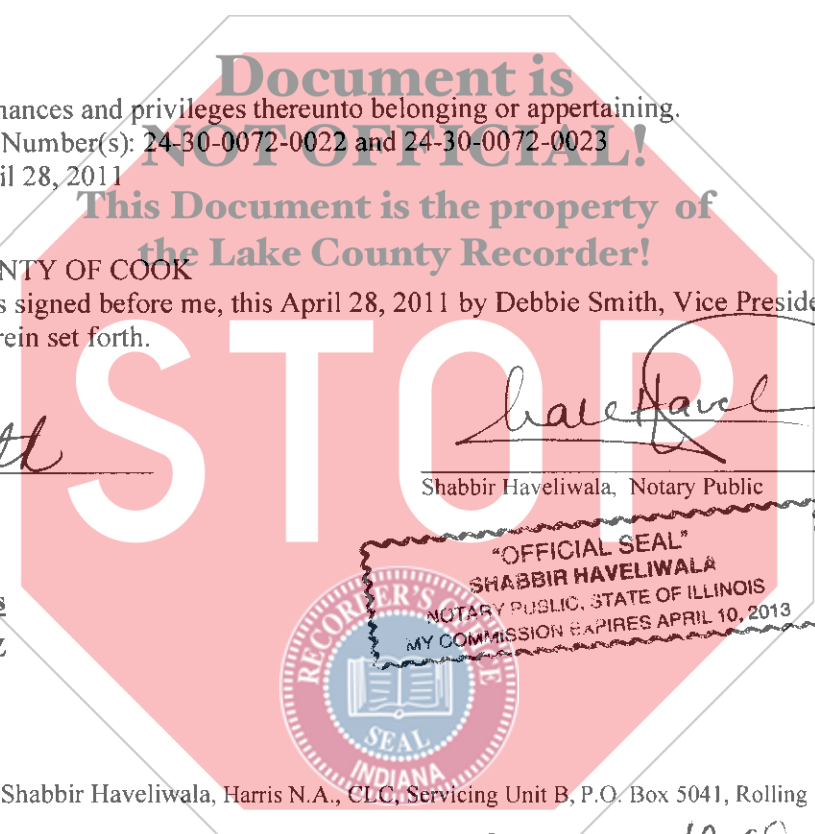 Document is
nances and privileges thereunto belonging or appertaining.
Number(s): 24-30-0072-0022 and 24-30-0072-0023
NOT OFFICIAL!
il 28, 2011
This Document is the property of
the Lake County Recorder!
NTY OF COOK
s signed before me, this April 28, 2011 by Debbie Smith, Vice Preside
rein set forth.
STOP
Shabbir Haveliwala, Notary Public
"OFFICIAL SEAL"
SHABBIR HAVELIWALA
NOTARY PUBLIC, STATE OF ILLINOIS
MY COMMISSION EXPIRES APRIL 10, 2013
s
Z
RECORDER'S OFFICE
SEAL
INDIANA
Shabbir Haveliwala, Harris N.A., CLC, Servicing Unit B, P.O. Box 5041, Rolling